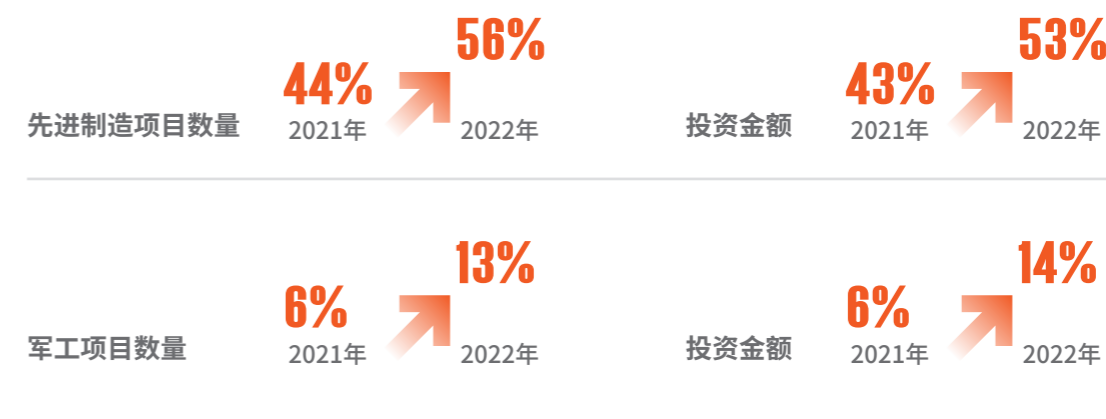 56%
53%
44%
43%
先进制造项目数量
2021年
2022年
投资金额
2021年
2022年
13%
14%
6%
6%
军工项目数量
2021年
2022年
投资金额
2021年
2022年